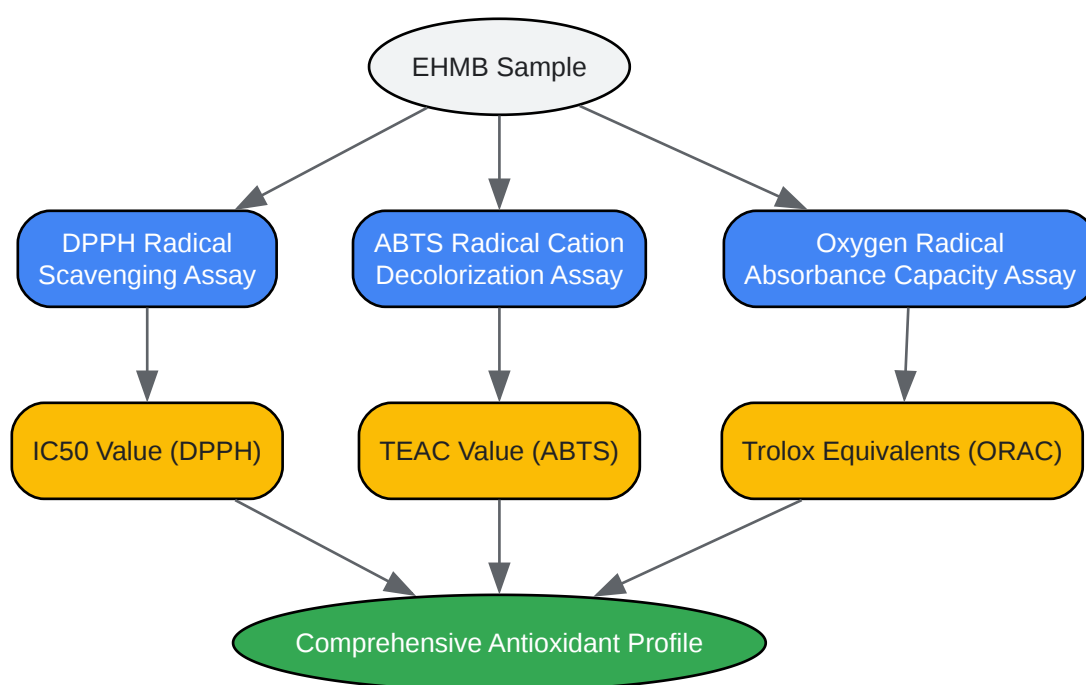 EHMB Sample
DPPH Radical
Scavenging Assay
ABTS Radical Cation
Decolorization Assay
Oxygen Radical
Absorbance Capacity Assay
IC50 Value (DPPH)
TEAC Value (ABTS)
Trolox Equivalents (ORAC)
Comprehensive Antioxidant Profile